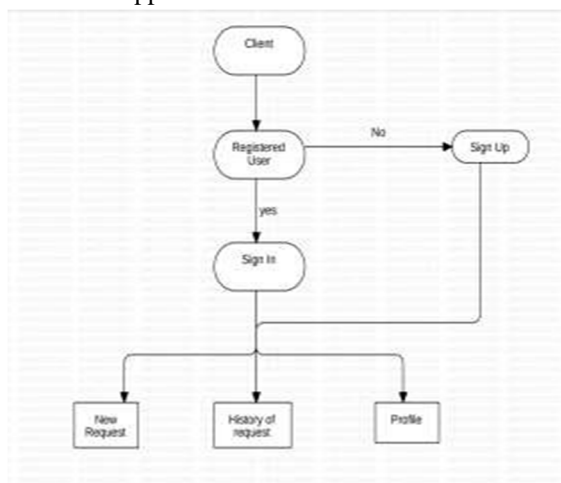 Client
Registered
User
No
Sign Up
yes
Sign In
New
Request
History of
request
Profile